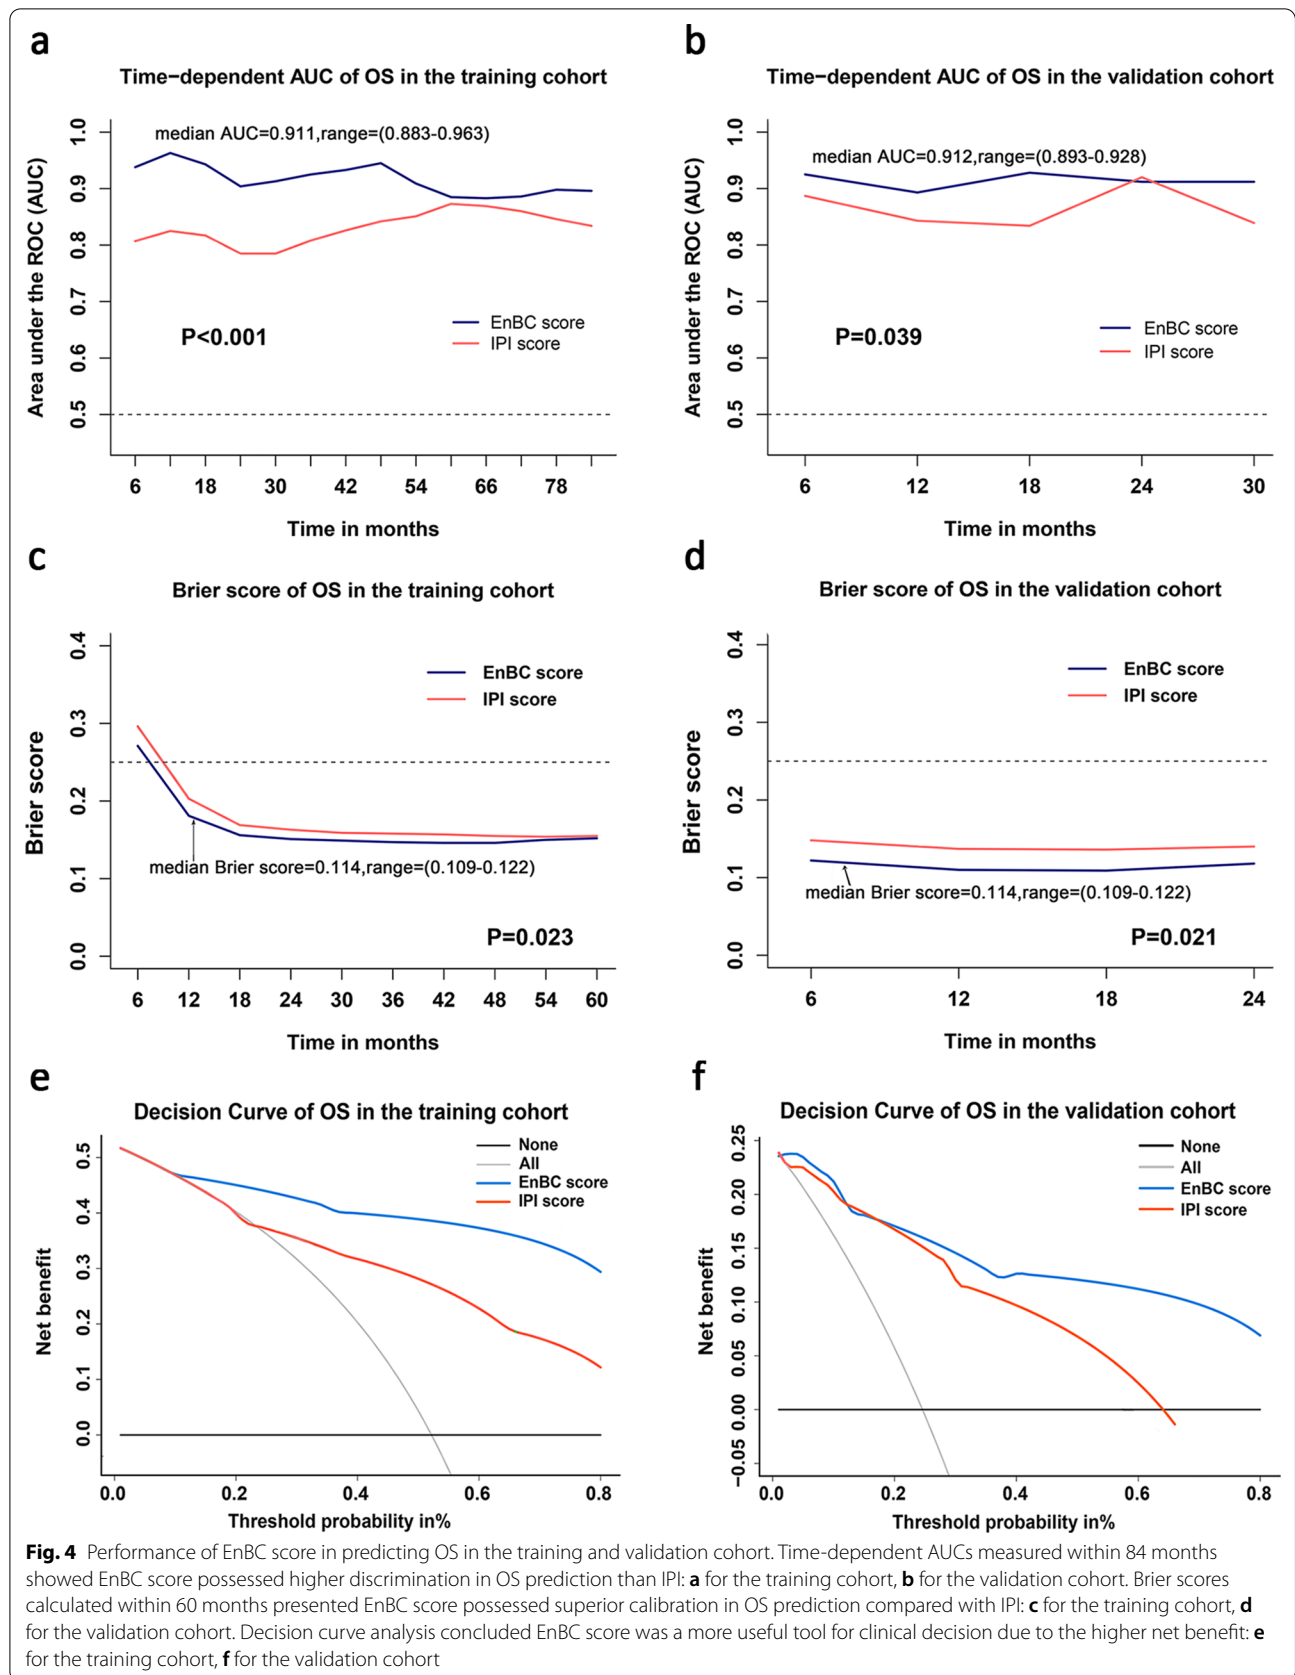 a
Time-dependent AUC of OS in the training cohort
Area under the ROC (AUC)
1.0
0.9
0.8
0.7
0.6
0.5
median AUC=0.911,range=(0.883-0.963)
P<0.001
EnBC score
IPI score
6 18 30 42 54 66 78
Time in months
b
Time-dependent AUC of OS in the validation cohort
Area under the ROC (AUC)
1.0
0.9
0.8
0.7
0.6
0.5
median AUC=0.912,range=(0.893-0.928)
P=0.039
EnBC score
IPI score
6 12 18 24 30
Time in months
c
Brier score of OS in the training cohort
Brier score
0.4
0.3
0.2
0.1
0.0
EnBC score
IPI score
median Brier score=0.114,range=(0.109-0.122)
P=0.023
6 12 18 24 30 36 42 48 54 60
Time in months
d
Brier score of OS in the validation cohort
Brier score
0.4
0.3
0.2
0.1
0.0
EnBC score
IPI score
median Brier score=0.114,range=(0.109-0.122)
P=0.021
6 12 18 24
Time in months
e
Decision Curve of OS in the training cohort
Net benefit
0.5
0.4
0.3
0.2
0.1
0.0
None
All
EnBC score
IPI score
0.0 0.2 0.4 0.6 0.8
Threshold probability in%
f
Decision Curve of OS in the validation cohort
Net benefit
0.25
0.20
0.15
0.10
0.05
0.00
-0.05
None
All
EnBC score
IPI score
0.0 0.2 0.4 0.6 0.8
Threshold probability in%
Fig. 4 Performance of EnBC score in predicting OS in the training and validation cohort. Time-dependent AUCs measured within 84 months
showed EnBC score possessed higher discrimination in OS prediction than IPI: a for the training cohort, b for the validation cohort. Brier scores
calculated within 60 months presented EnBC score possessed superior calibration in OS prediction compared with IPI: c for the training cohort, d
for the validation cohort. Decision curve analysis concluded EnBC score was a more useful tool for clinical decision due to the higher net benefit: e
for the training cohort, f for the validation cohort